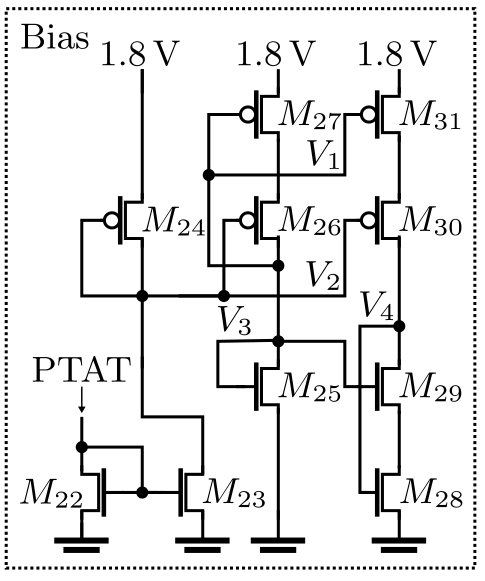 Bias
1.8 V 1.8 V 1.8 V
M27 M31
V1
M24 M26 M30
V2
V3 V4
PTAT M25 M29
M22 M23 M28